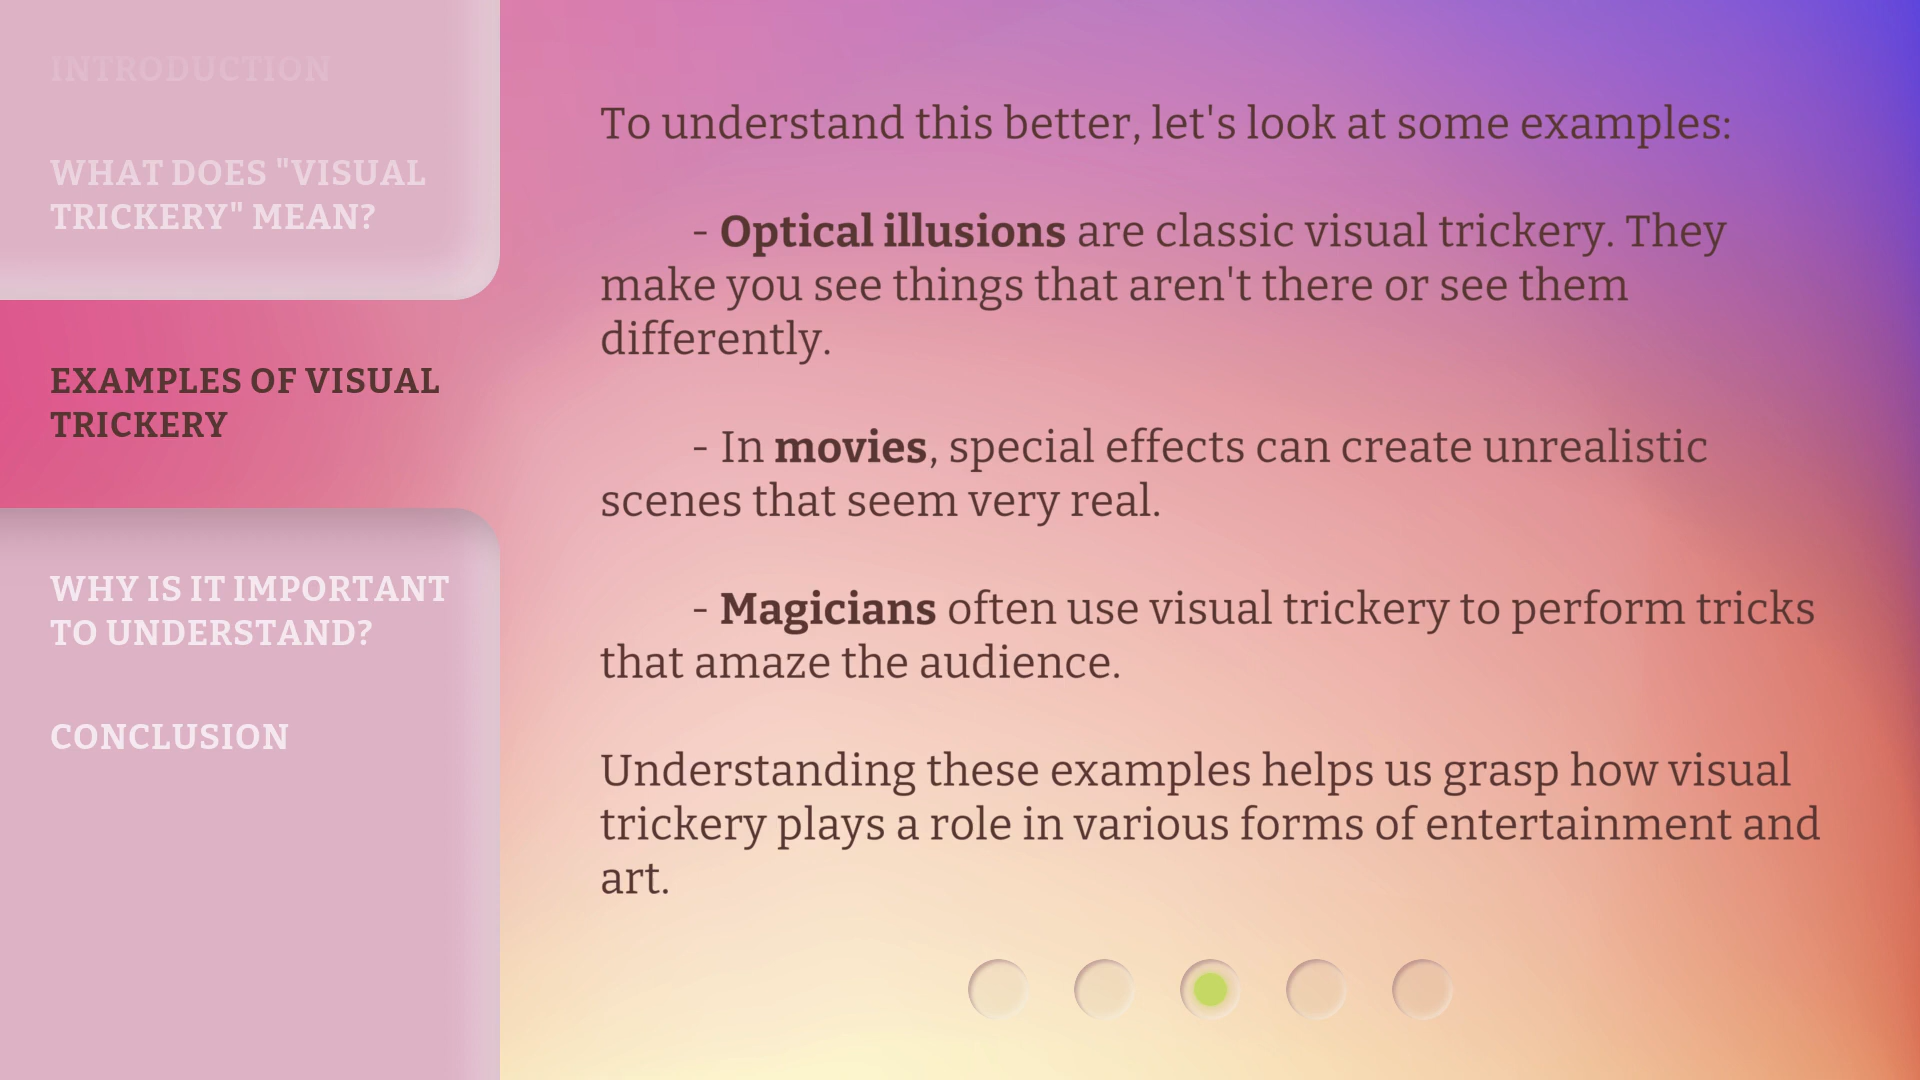 INTRODUCTION
WHAT DOES "VISUAL
TRICKERY" MEAN?
EXAMPLES OF VISUAL
TRICKERY
WHY IS IT IMPORTANT
TO UNDERSTAND?
CONCLUSION
To understand this better, let's look at some examples:
- Optical illusions are classic visual trickery. They
make you see things that aren't there or see them
differently.
- In movies, special effects can create unrealistic
scenes that seem very real.
- Magicians often use visual trickery to perform tricks
that amaze the audience.
Understanding these examples helps us grasp how visual
trickery plays a role in various forms of entertainment and
art.